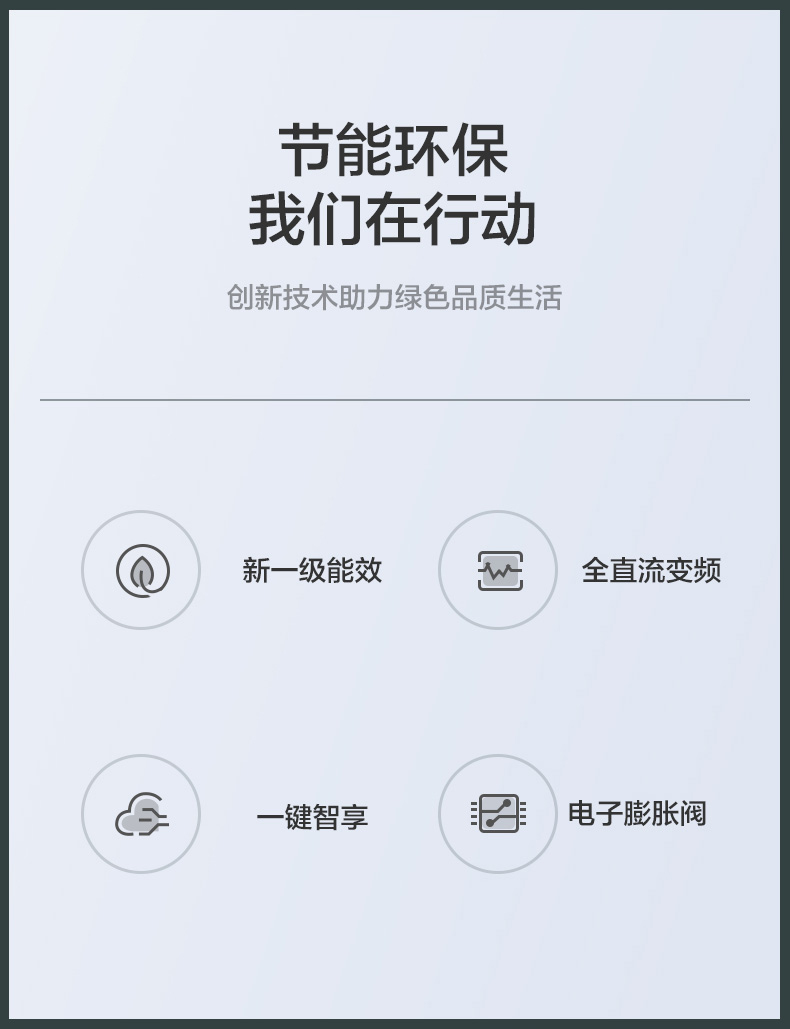 节能环保
我们在行动
创新技术助力绿色品质生活
新一级能效
全直流变频
一键智享
电子膨胀阀